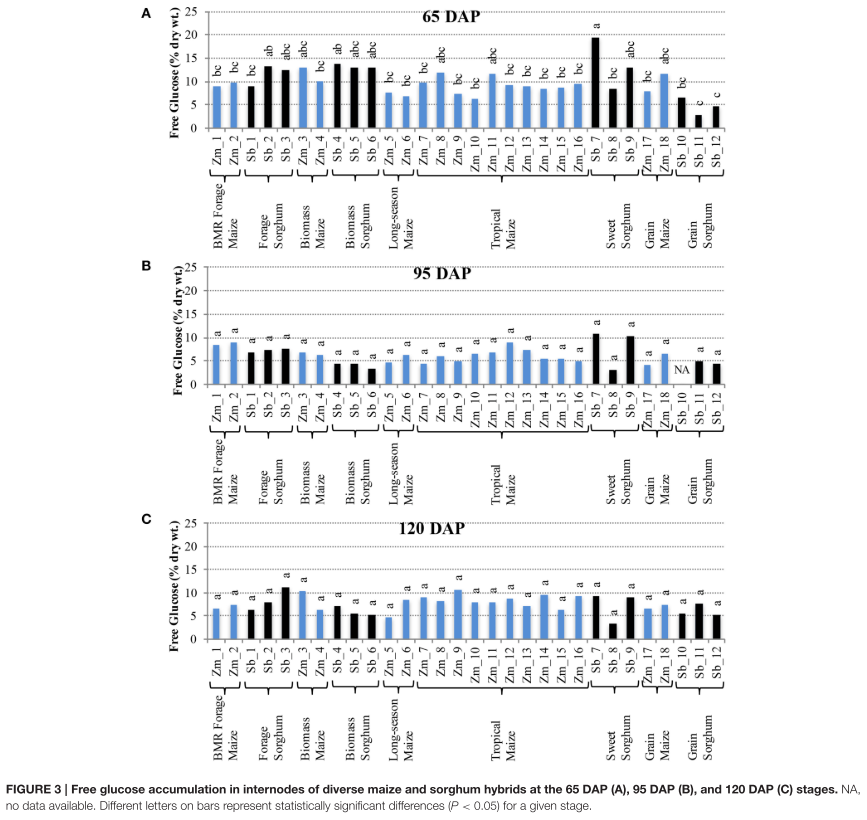 A
65 DAP
Free Glucose (% dry wt.)
25
20
15
10
5
0
bc bc bc ab abc abc bc ab abc abc bc bc bc abc bc bc abc bc bc bc bc bc a bc abc bc abc bc c c
Zm_1 Zm_2 Sb_1 Sb_2 Sb_3 Zm_3 Zm_4 Sb_4 Sb_5 Sb_6 Zm_5 Zm_6 Zm_7 Zm_8 Zm_9 Zm_10 Zm_11 Zm_12 Zm_13 Zm_14 Zm_15 Zm_16 Sb_7 Sb_8 Sb_9 Zm_17 Zm_18 Sb_10 Sb_11 Sb_12
BMR Forage
Maize
Forage
Sorghum
Biomass
Maize
Biomass
Sorghum
Long-season
Maize
Tropical
Maize
Sweet
Sorghum
Grain
Maize
Grain
Sorghum
B
95 DAP
Free Glucose (% dry wt.)
25
20
15
10
5
0
a a a a a a a a a a a a a a a a a a a a a a a a a a a NA a a
Zm_1 Zm_2 Sb_1 Sb_2 Sb_3 Zm_3 Zm_4 Sb_4 Sb_5 Sb_6 Zm_5 Zm_6 Zm_7 Zm_8 Zm_9 Zm_10 Zm_11 Zm_12 Zm_13 Zm_14 Zm_15 Zm_16 Sb_7 Sb_8 Sb_9 Zm_17 Zm_18 Sb_10 Sb_11 Sb_12
BMR Forage
Maize
Forage
Sorghum
Biomass
Maize
Biomass
Sorghum
Long-season
Maize
Tropical
Maize
Sweet
Sorghum
Grain
Maize
Grain
Sorghum
C
120 DAP
Free Glucose (% dry wt.)
25
20
15
10
5
0
a a a a a a a a a a a a a a a a a a a a a a a a a a a a a a
Zm_1 Zm_2 Sb_1 Sb_2 Sb_3 Zm_3 Zm_4 Sb_4 Sb_5 Sb_6 Zm_5 Zm_6 Zm_7 Zm_8 Zm_9 Zm_10 Zm_11 Zm_12 Zm_13 Zm_14 Zm_15 Zm_16 Sb_7 Sb_8 Sb_9 Zm_17 Zm_18 Sb_10 Sb_11 Sb_12
BMR Forage
Maize
Forage
Sorghum
Biomass
Maize
Biomass
Sorghum
Long-season
Maize
Tropical
Maize
Sweet
Sorghum
Grain
Maize
Grain
Sorghum
FIGURE 3 | Free glucose accumulation in internodes of diverse maize and sorghum hybrids at the 65 DAP (A), 95 DAP (B), and 120 DAP (C) stages. NA,
no data available. Different letters on bars represent statistically significant differences (P < 0.05) for a given stage.